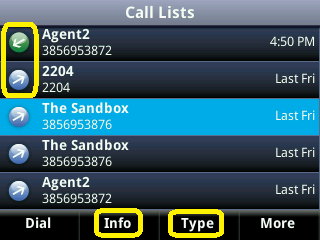 Call Lists
Agent2
3856953872
4:50 PM
2204
2204
Last Fri
The Sandbox
3856953876
Last Fri
The Sandbox
3856953876
Last Fri
Agent2
3856953872
Last Fri
Dial Info Type More